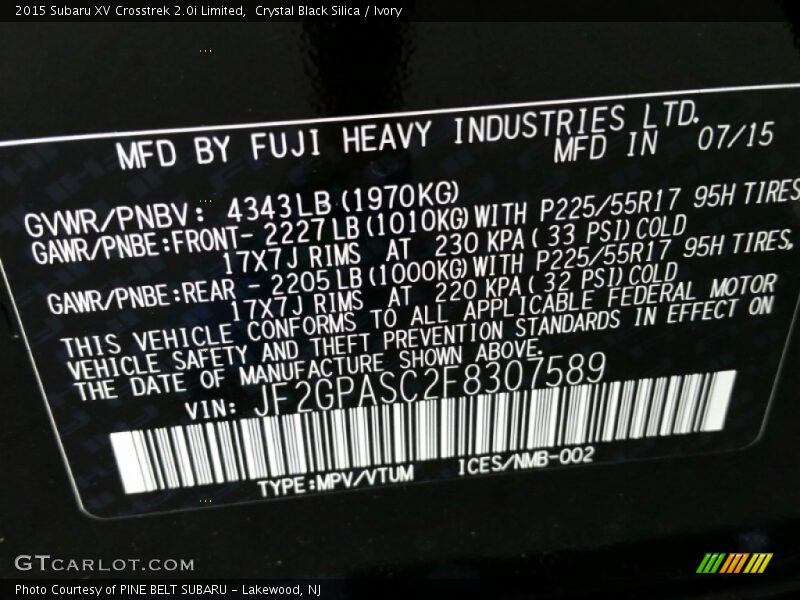 2015 Subaru XV Crosstrek 2.0i Limited,  Crystal Black Silica / Ivory
MFD BY FUJI HEAVY INDUSTRIES LTD.
MFD IN 07/15
GVWR/PNBV: 4343LB(1970KG)
GAWR/PNBE:FRONT- 2227LB(1010KG)WITH P225/55R17 95H TIRES
17X7J RIMS AT 230 KPA( 33 PSI)COLD
GAWR/PNBE:REAR - 2205LB(1000KG)WITH P225/55R17 95H TIRES,
17X7J RIMS AT 220 KPA( 32 PSI)COLD
THIS VEHICLE CONFORMS TO ALL APPLICABLE FEDERAL MOTOR
VEHICLE SAFETY AND THEFT PREVENTION STANDARDS IN EFFECT ON
THE DATE OF MANUFACTURE SHOWN ABOVE.
VIN: JF2GPASC2F8307589
TYPE:MPV/VTUM ICES/NMB-002
GTCARLOT.COM
Photo Courtesy of PINE BELT SUBARU - Lakewood, NJ